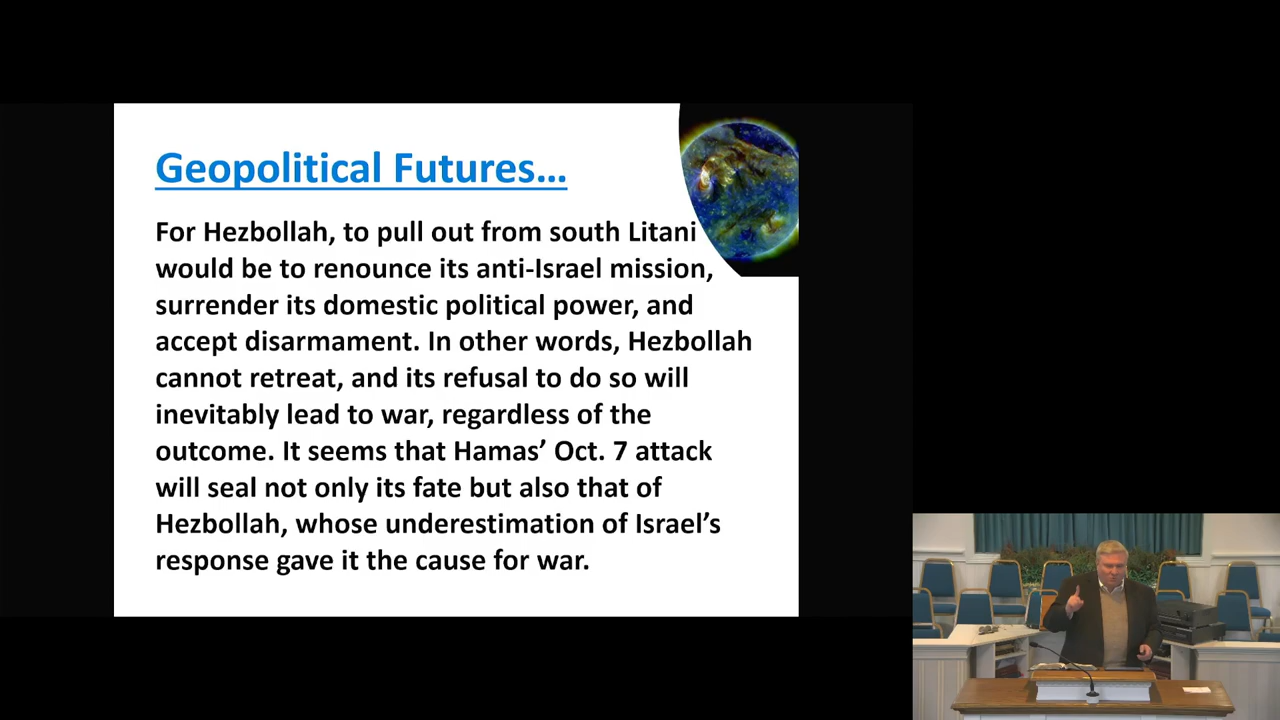 Geopolitical Futures…
For Hezbollah, to pull out from south Litani
would be to renounce its anti-Israel mission,
surrender its domestic political power, and
accept disarmament. In other words, Hezbollah
cannot retreat, and its refusal to do so will
inevitably lead to war, regardless of the
outcome. It seems that Hamas’ Oct. 7 attack
will seal not only its fate but also that of
Hezbollah, whose underestimation of Israel’s
response gave it the cause for war.